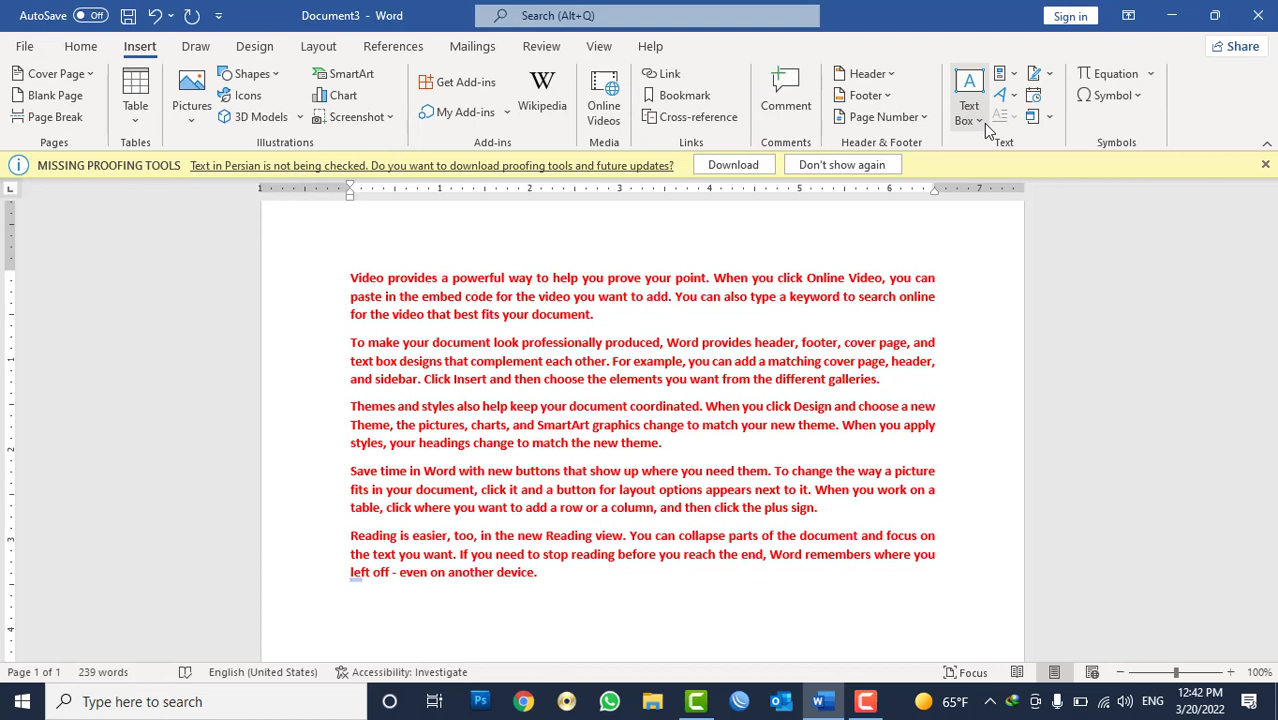 AutoSave Off Document3 - Word Search (Alt+Q) Sign in
File Home Insert Draw Design Layout References Mailings Review View Help Share
Cover Page
Blank Page
Page Break
Pages
Table
Tables
Pictures
Shapes
Icons
3D Models
SmartArt
Chart
Screenshot
Illustrations
Get Add-ins
My Add-ins
Wikipedia
Add-ins
Online
Videos
Media
Link
Bookmark
Cross-reference
Links
Comment
Comments
Header
Footer
Page Number
Header & Footer
Text
Box
Text
Equation
Symbol
Symbols
MISSING PROOFING TOOLS Text in Persian is not being checked. Do you want to download proofing tools and future updates? Download Don't show again
1 1 2 3 4 5 6 7
Video provides a powerful way to help you prove your point. When you click Online Video, you can
paste in the embed code for the video you want to add. You can also type a keyword to search online
for the video that best fits your document.
To make your document look professionally produced, Word provides header, footer, cover page, and
text box designs that complement each other. For example, you can add a matching cover page, header,
and sidebar. Click Insert and then choose the elements you want from the different galleries.
Themes and styles also help keep your document coordinated. When you click Design and choose a new
Theme, the pictures, charts, and SmartArt graphics change to match your new theme. When you apply
styles, your headings change to match the new theme.
Save time in Word with new buttons that show up where you need them. To change the way a picture
fits in your document, click it and a button for layout options appears next to it. When you work on a
table, click where you want to add a row or a column, and then click the plus sign.
Reading is easier, too, in the new Reading view. You can collapse parts of the document and focus on
the text you want. If you need to stop reading before you reach the end, Word remembers where you
left off - even on another device.
1
2
3
4
Page 1 of 1 239 words English (United States) Accessibility: Investigate Focus 100%
Type here to search 65°F ENG 12:42 PM
3/20/2022